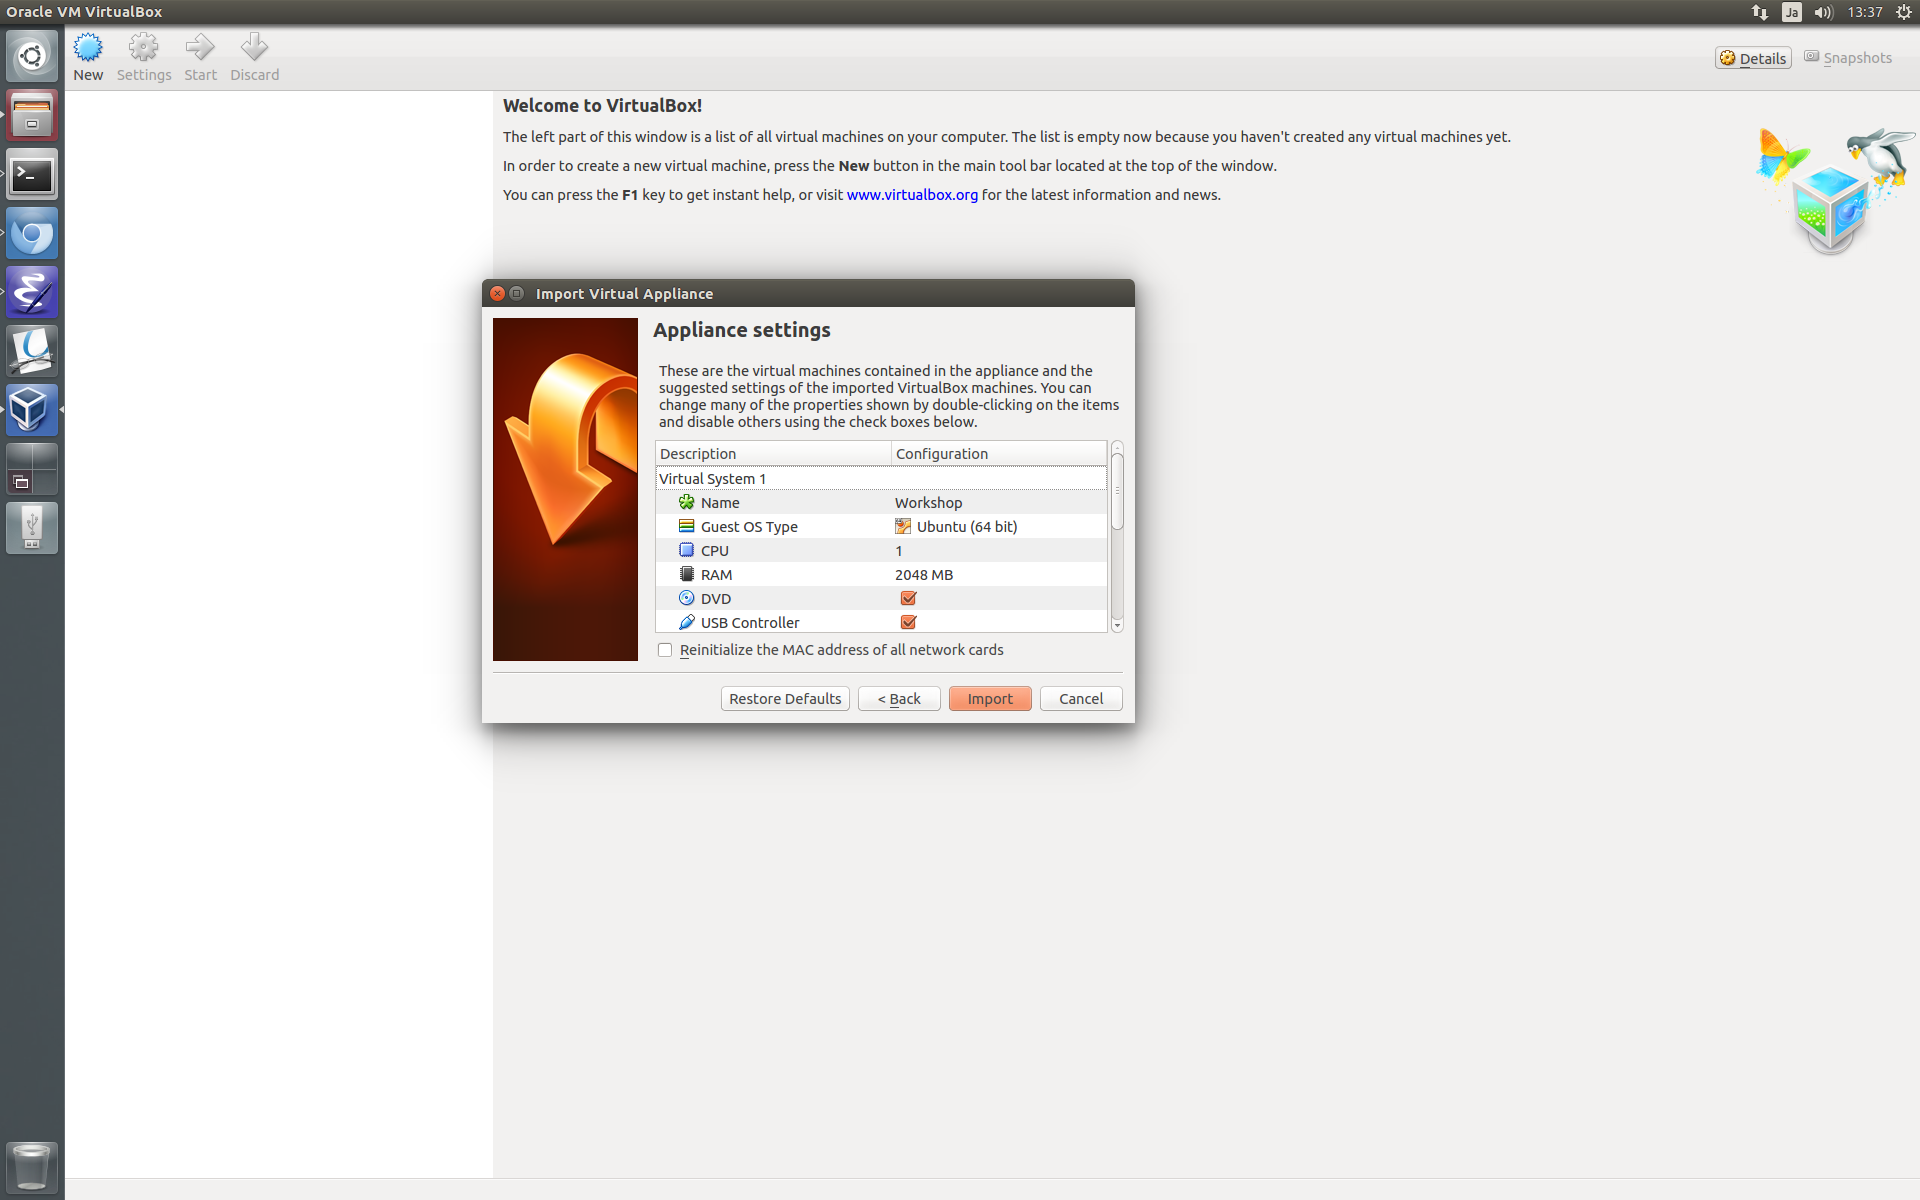 Oracle VM VirtualBox
Ja
13:37
New
Settings
Start
Discard
Details
Snapshots
Welcome to VirtualBox!
The left part of this window is a list of all virtual machines on your computer. The list is empty now because you haven't created any virtual machines yet.
In order to create a new virtual machine, press the New button in the main tool bar located at the top of the window.
You can press the F1 key to get instant help, or visit www.virtualbox.org for the latest information and news.
Import Virtual Appliance
Appliance settings
These are the virtual machines contained in the appliance and the
suggested settings of the imported VirtualBox machines. You can
change many of the properties shown by double-clicking on the items
and disable others using the check boxes below.
Description Configuration
Virtual System 1
Name Workshop
Guest OS Type Ubuntu (64 bit)
CPU 1
RAM 2048 MB
DVD
USB Controller
Reinitialize the MAC address of all network cards
Restore Defaults
< Back
Import
Cancel